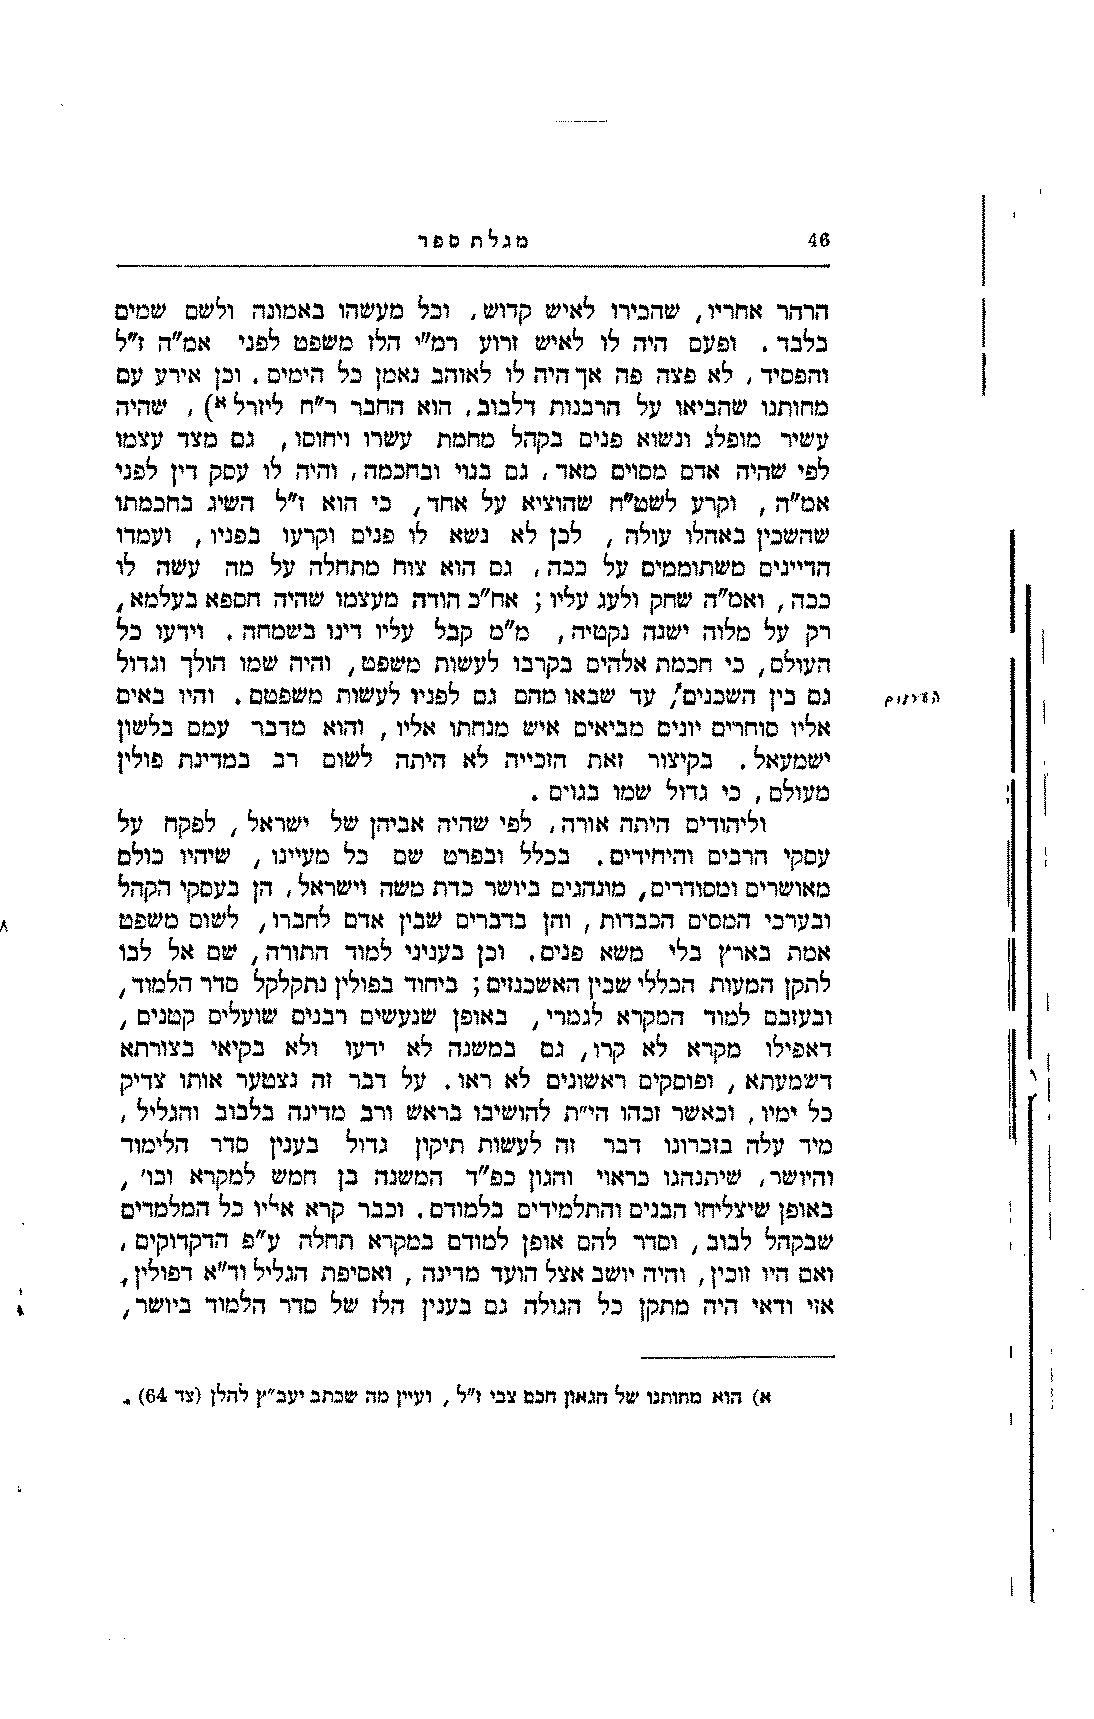 46 מגלת ספר
הרהר אחריו, שהכירו לאיש קדוש, וכל מעשהו באמונה ולשם שמים
בלבד. ופעם היה לו לאיש זרוע רמ"י הלז משפט לפני אמ"ה ז"ל
והפסיד, לא פצה פה אך היה לו לאוהב נאמן כל הימים. וכן אירע עם
מחותנו שהביאו על הרבנות דלבוב, הוא החבר ר"ח ליזרל א), שהיה
עשיר מופלג ונשוא פנים בקהל מחמת עשרו ויחוסו, גם מצד עצמו
לפי שהיה אדם מסוים מאד, גם בנוי ובחכמה, והיה לו עסק דין לפני
אמ"ה, וקרע לשט"ח שהוציא על אחד, כי הוא ז"ל השיג בחכמתו
שהשכין באהלו עולה, לכן לא נשא לו פנים וקרעו בפניו, ועמדו
הדיינים משתוממים על ככה, גם הוא צוח מתחלה על מה עשה לו
ככה, ואמ"ה שחק ולעג עליו; אח"כ הודה מעצמו שהיה חספא בעלמא,
רק על מלוה ישנה נקטיה, מ"מ קבל עליו דינו בשמחה. וידעו כל
העולם, כי חכמת אלהים בקרבו לעשות משפט, והיה שמו הולך וגדול
גם בין השכנים, עד שבאו מהם גם לפניו לעשות משפטם. והיו באים
אליו סוחרים יונים מביאים איש מנחתו אליו, והוא מדבר עמם בלשון
ישמעאל. בקיצור זאת הזכייה לא היתה לשום רב במדינת פולין
מעולם, כי גדול שמו בגוים.
וליהודים היתה אורה, לפי שהיה אביהן של ישראל, לפקח על
עסקי הרבים והיחידים. בכלל ובפרט שם כל מעיינו, שיהיו כולם
מאושרים ומסודרים, מונהגים ביושר כדת משה וישראל, הן בעסקי הקהל
ובערכי המסים הכבדות, והן בדברים שבין אדם לחברו, לשום משפט
אמת בארץ בלי משא פנים. וכן בעניני למוד התורה, שם אל לבו
לתקן המעות הכללי שבין האשכנזים; ביחוד בפולין נתקלקל סדר הלמוד,
ובעזבם למוד המקרא לגמרי, באופן שנעשים רבנים שועלים קטנים,
דאפילו מקרא לא קרו, גם במשנה לא ידעו ולא בקיאי בצורתא
דשמעתא, ופוסקים ראשונים לא ראו. על דבר זה נצטער אותו צדיק
כל ימיו, וכאשר זכהו הי"ת להושיבו בראש ורב מדינה בלבוב והגליל,
מיד עלה בזכרונו דבר זה לעשות תיקון גדול בענין סדר הלימוד
והיושר, שיתנהגו כראוי והגון כפ"ד המשנה בן חמש למקרא וכו',
באופן שיצליחו הבנים והתלמידים בלמודם. וכבר קרא אליו כל המלמדים
שבקהל לבוב, וסדר להם אופן למודם במקרא תחלה ע"פ הדקדוקים,
ואם היו זוכין, והיה יושב אצל הועד מדינה, ואסיפת הגליל וד"א דפולין,
אזי ודאי היה מתקן כל הגולה גם בענין הלז של סדר הלמוד ביושר,
א) הוא מחותנו של הגאון חכם צבי ז"ל, ועיין מה שכתב יעב"ץ להלן (צד 64).